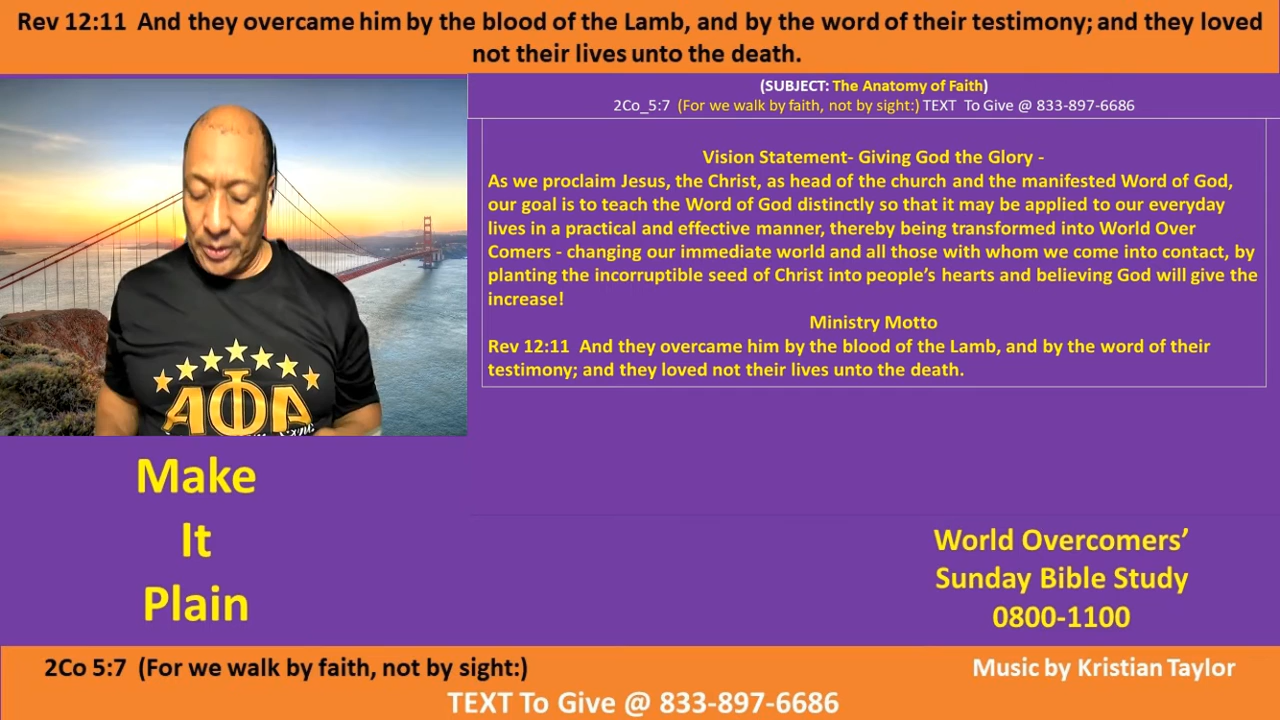 Rev 12:11  And they overcame him by the blood of the Lamb, and by the word of their testimony; and they loved
not their lives unto the death.
(SUBJECT: The Anatomy of Faith)
2Co_5:7  (For we walk by faith, not by sight:) TEXT  To Give @ 833-897-6686
Vision Statement- Giving God the Glory -
As we proclaim Jesus, the Christ, as head of the church and the manifested Word of God,
our goal is to teach the Word of God distinctly so that it may be applied to our everyday
lives in a practical and effective manner, thereby being transformed into World Over
Comers - changing our immediate world and all those with whom we come into contact, by
planting the incorruptible seed of Christ into people’s hearts and believing God will give the
increase!
Ministry Motto
Rev 12:11  And they overcame him by the blood of the Lamb, and by the word of their
testimony; and they loved not their lives unto the death.
ΑΦΑ
Make
It
Plain
World Overcomers’
Sunday Bible Study
0800-1100
2Co 5:7  (For we walk by faith, not by sight:)
Music by Kristian Taylor
TEXT To Give @ 833-897-6686